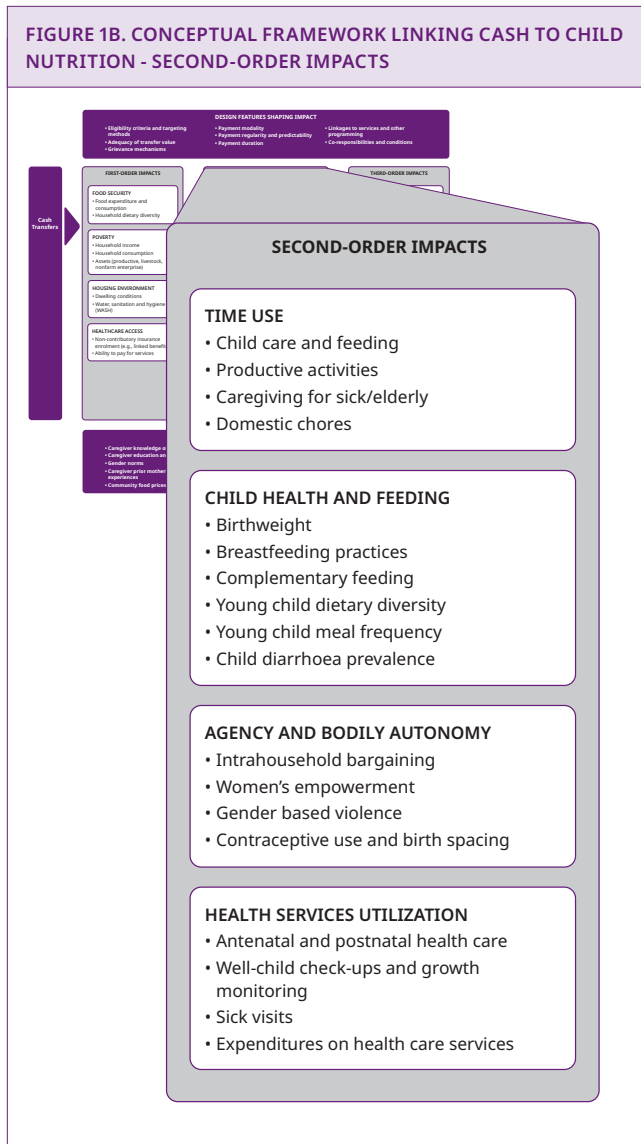 FIGURE 1B. CONCEPTUAL FRAMEWORK LINKING CASH TO CHILD
NUTRITION - SECOND-ORDER IMPACTS
DESIGN FEATURES SHAPING IMPACT
• Eligibility criteria and targeting
methods
• Adequacy of transfer value
• Grievance mechanisms
• Payment modality
• Payment regularity and predictability
• Payment duration
• Linkages to services and other
programming
• Co-responsibilities and conditions
Cash
Transfers
FIRST-ORDER IMPACTS
FOOD SECURITY
• Food expenditure and
consumption
• Household dietary diversity
POVERTY
• Household income
• Household consumption
• Assets (productive, livestock,
nonfarm enterprise)
HOUSING ENVIRONMENT
• Dwelling conditions
• Water, sanitation and hygiene
(WASH)
HEALTHCARE ACCESS
• Non-contributory insurance
enrolment (e.g., linked
• Ability to pay for services
THIRD-ORDER IMPACTS
• Caregiver knowledge
• Caregiver education
• Gender norms
• Caregiver prior
experiences
• Community food prices
SECOND-ORDER IMPACTS
TIME USE
• Child care and feeding
• Productive activities
• Caregiving for sick/elderly
• Domestic chores
CHILD HEALTH AND FEEDING
• Birthweight
• Breastfeeding practices
• Complementary feeding
• Young child dietary diversity
• Young child meal frequency
• Child diarrhoea prevalence
AGENCY AND BODILY AUTONOMY
• Intrahousehold bargaining
• Women's empowerment
• Gender based violence
• Contraceptive use and birth spacing
HEALTH SERVICES UTILIZATION
• Antenatal and postnatal health care
• Well-child check-ups and growth
monitoring
• Sick visits
• Expenditures on health care services